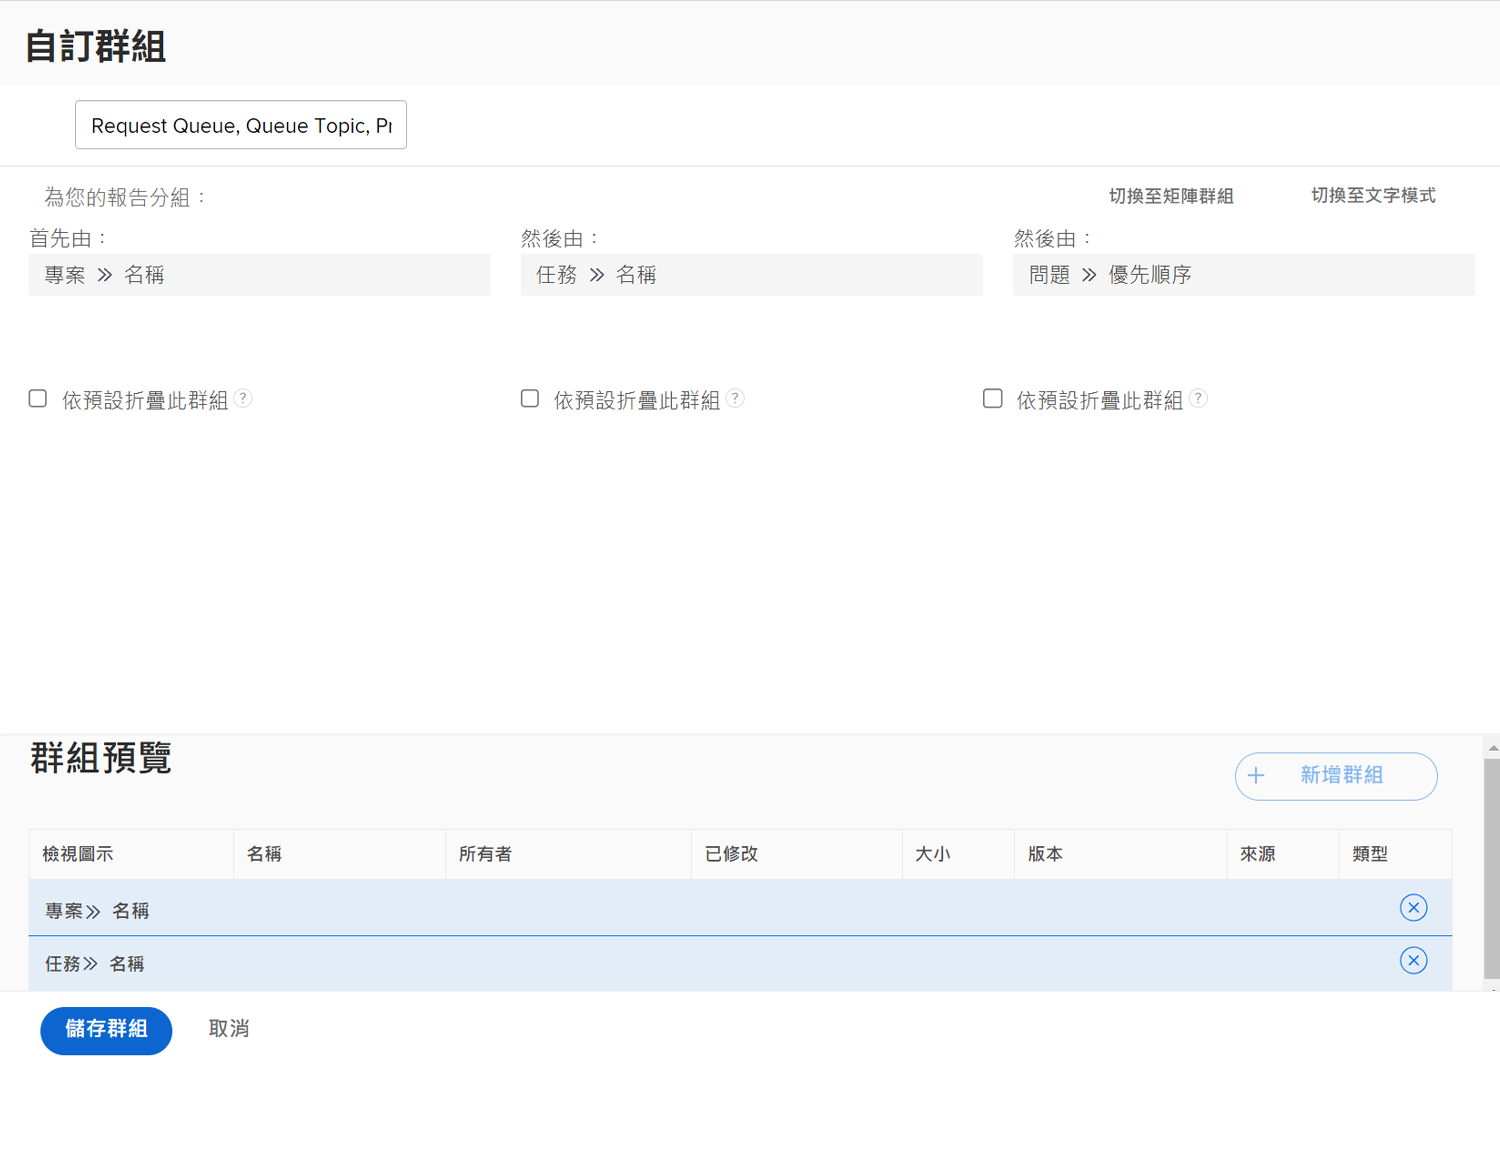 自訂群組
Request Queue, Queue Topic, Pr
為您的報告分組：
切換至矩陣群組
切換至文字模式
首先由：
然後由：
然後由：
專案 » 名稱
任務 » 名稱
問題 » 優先順序
依預設折疊此群組 ?
依預設折疊此群組 ?
依預設折疊此群組 ?
群組預覽
+ 新增群組
檢視圖示 名稱 所有者 已修改 大小 版本 來源 類型
專案» 名稱
任務» 名稱
儲存群組
取消